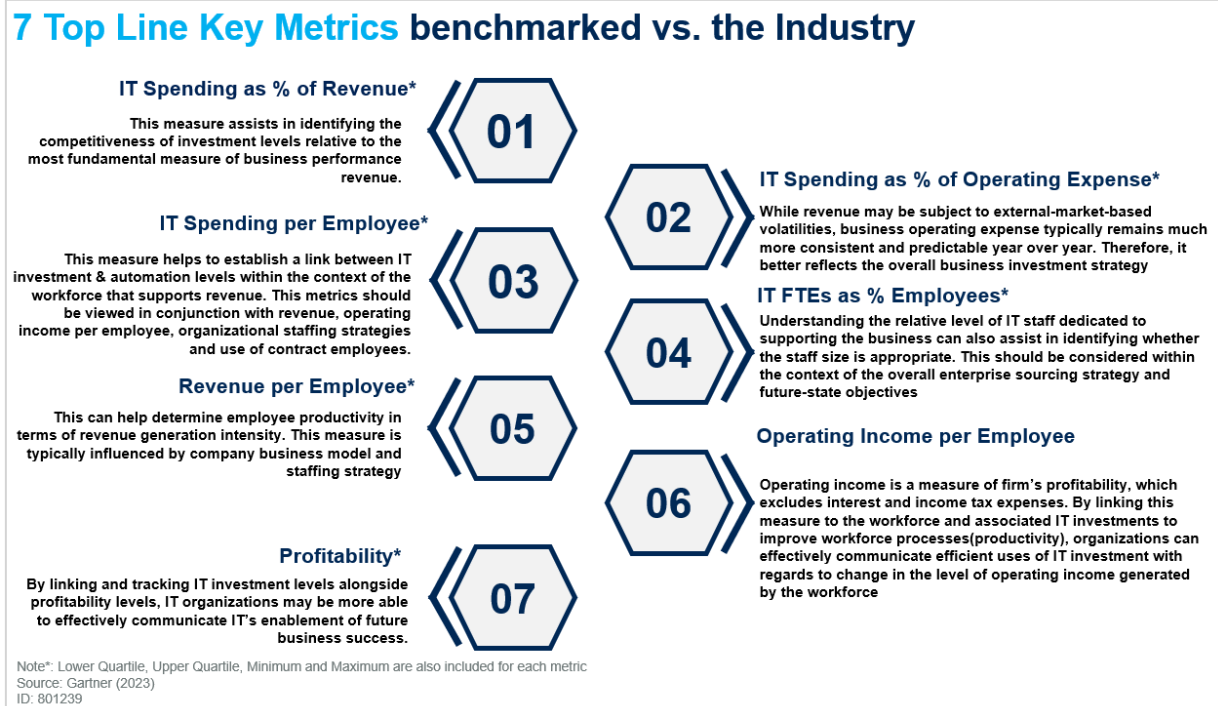 7 Top Line Key Metrics benchmarked vs. the Industry
IT Spending as % of Revenue*
This measure assists in identifying the
competitiveness of investment levels relative to the
most fundamental measure of business performance
revenue.
01
02
IT Spending as % of Operating Expense*
While revenue may be subject to external-market-based
volatilities, business operating expense typically remains much
more consistent and predictable year over year. Therefore, it
better reflects the overall business investment strategy
IT Spending per Employee*
This measure helps to establish a link between IT
investment & automation levels within the context of the
workforce that supports revenue. This metrics should
be viewed in conjunction with revenue, operating
income per employee, organizational staffing strategies
and use of contract employees.
03
04
IT FTEs as % Employees*
Understanding the relative level of IT staff dedicated to
supporting the business can also assist in identifying whether
the staff size is appropriate. This should be considered within
the context of the overall enterprise sourcing strategy and
future-state objectives
Revenue per Employee*
This can help determine employee productivity in
terms of revenue generation intensity. This measure is
typically influenced by company business model and
staffing strategy
05
06
Operating Income per Employee
Operating income is a measure of firm's profitability, which
excludes interest and income tax expenses. By linking this
measure to the workforce and associated IT investments to
improve workforce processes(productivity), organizations can
effectively communicate efficient uses of IT investment with
regards to change in the level of operating income generated
by the workforce
Profitability*
By linking and tracking IT investment levels alongside
profitability levels, IT organizations may be more able
to effectively communicate IT's enablement of future
business success.
07
Note*: Lower Quartile, Upper Quartile, Minimum and Maximum are also included for each metric
Source: Gartner (2023)
ID: 801239